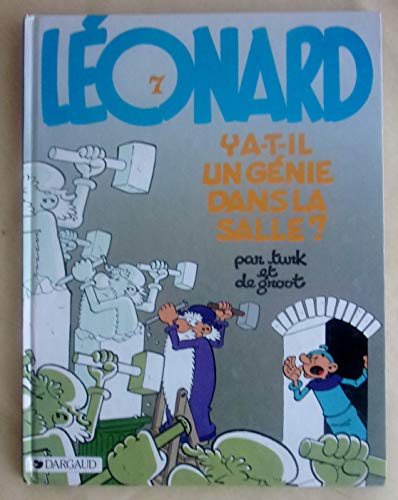 LÉONARD
7
Y A-T-IL
UN GÉNIE
DANS LA
SALLE?
par turk
et
de groot
DARGAUD